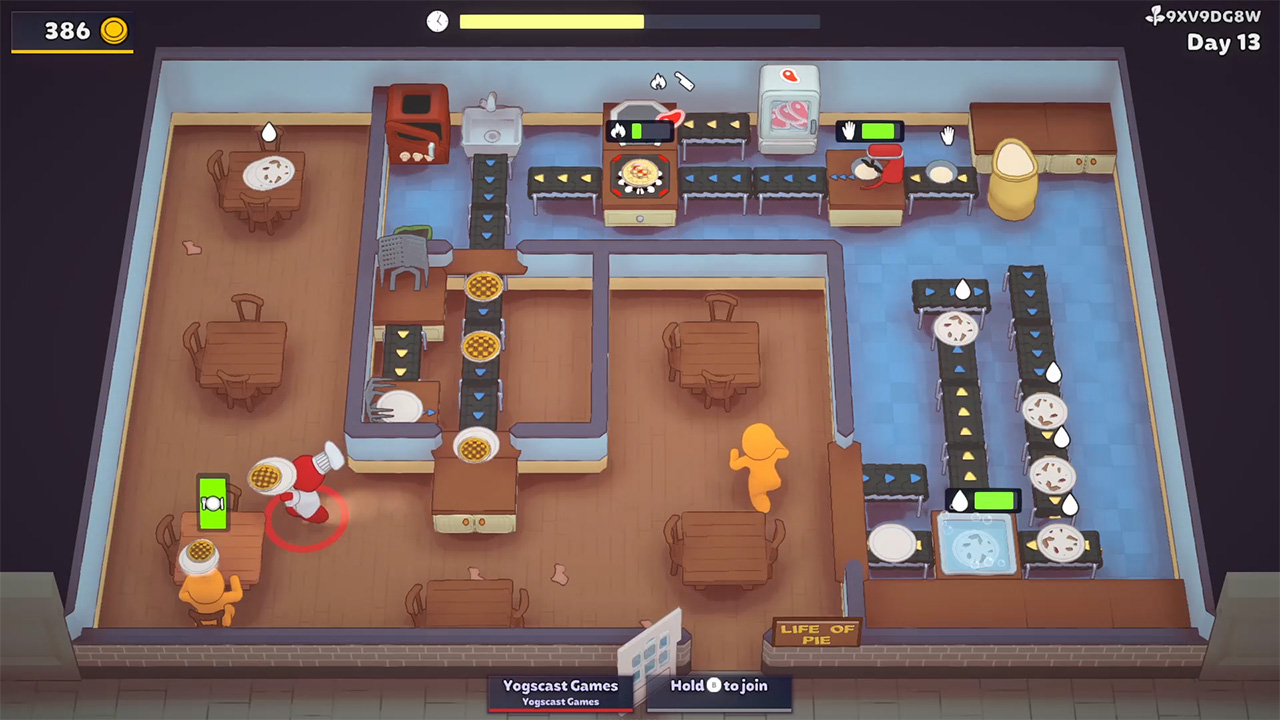 386
9XV9DG8W
Day 13
LIFE OF
PIE
Yogscast Games
Yogscast Games
Hold B to join